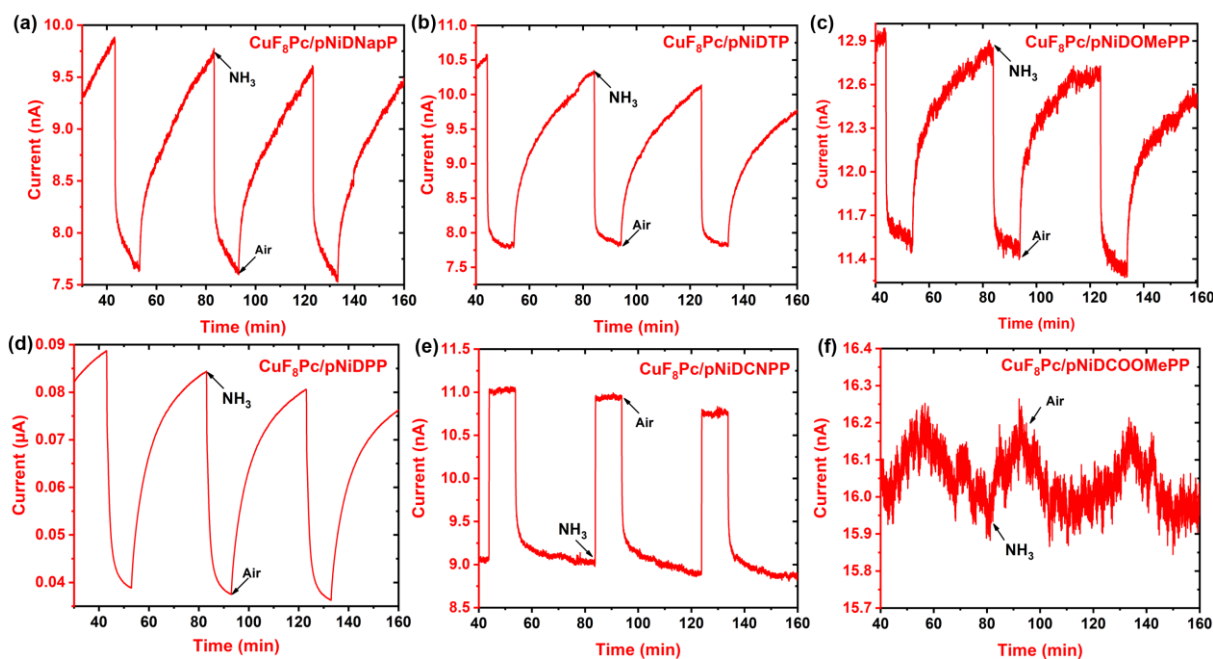 (a)
CuF₈Pc/pNiDNapP
NH₃
Air
Current (nA)
10.0
9.5
9.0
8.5
8.0
7.5
40 60 80 100 120 140 160
Time (min)
(b)
CuF₈Pc/pNiDTP
NH₃
Air
Current (nA)
11.0
10.5
10.0
9.5
9.0
8.5
8.0
7.5
7.25
40 60 80 100 120 140 160
Time (min)
(c)
CuF₈Pc/pNiDOMePP
NH₃
Air
Current (nA)
12.9
12.6
12.3
12.0
11.7
11.4
40 60 80 100 120 140 160
Time (min)
(d)
CuF₈Pc/pNiDPP
NH₃
Air
Current (µA)
0.09
0.08
0.07
0.06
0.05
0.04
40 60 80 100 120 140 160
Time (min)
(e)
CuF₈Pc/pNiDCNPP
Air
NH₃
Current (nA)
11.5
11.0
10.5
10.0
9.5
9.0
8.5
40 60 80 100 120 140 160
Time (min)
(f)
CuF₈Pc/pNiDCOOMePP
Air
NH₃
Current (nA)
16.4
16.3
16.2
16.1
16.0
15.9
15.8
15.7
40 60 80 100 120 140 160
Time (min)